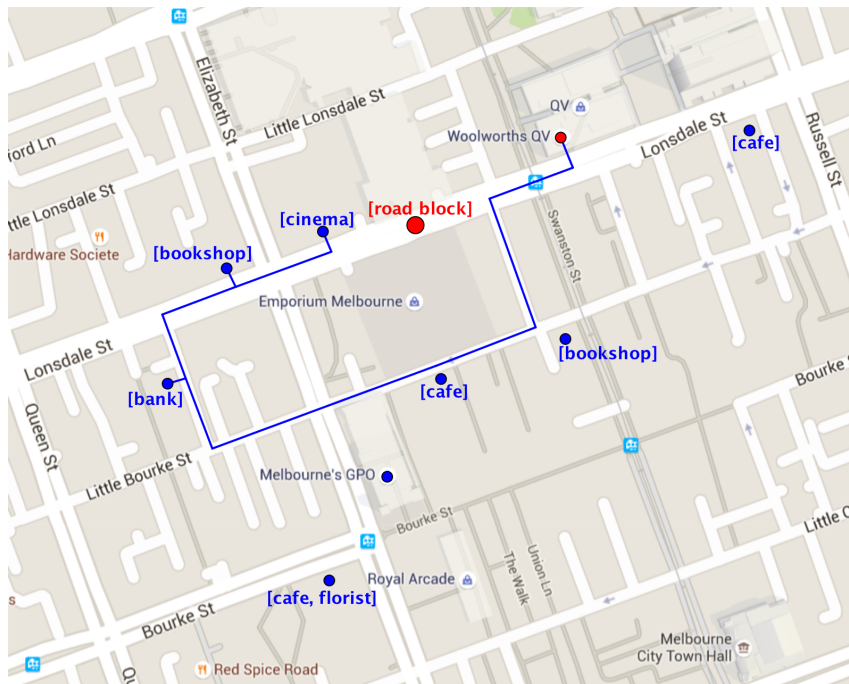 Elizabeth St
Little Lonsdale St
QV
Woolworths QV
Lonsdale St
[cafe]
Russell St
ford Ln
ttle Lonsdale St
[road block]
[cinema]
Hardware Societe
[bookshop]
Swanston St
Emporium Melbourne
Lonsdale St
[bookshop]
[bank]
[cafe]
Bourke St
Queen St
Little Bourke St
Melbourne's GPO
Bourke St
Little C
The Walk
Union Ln
Royal Arcade
[cafe, florist]
s
Bourke St
Melbourne
City Town Hall
Red Spice Road
Qu